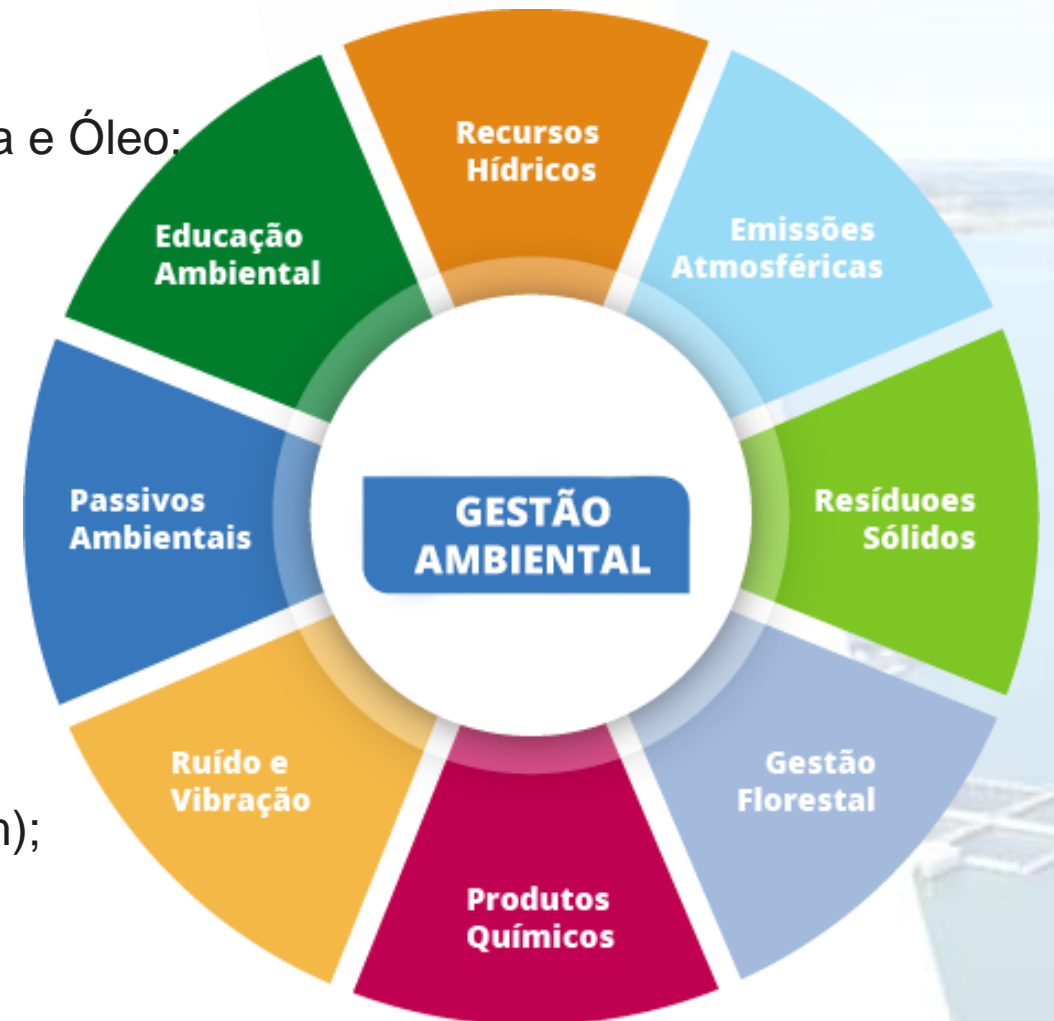 a e Óleo;
Recursos
Hídricos
Emissões
Atmosféricas
Resíduoes
Sólidos
Gestão
Florestal
Produtos
Químicos
Ruído e
Vibração
Passivos
Ambientais
Educação
Ambiental
GESTÃO
AMBIENTAL
);